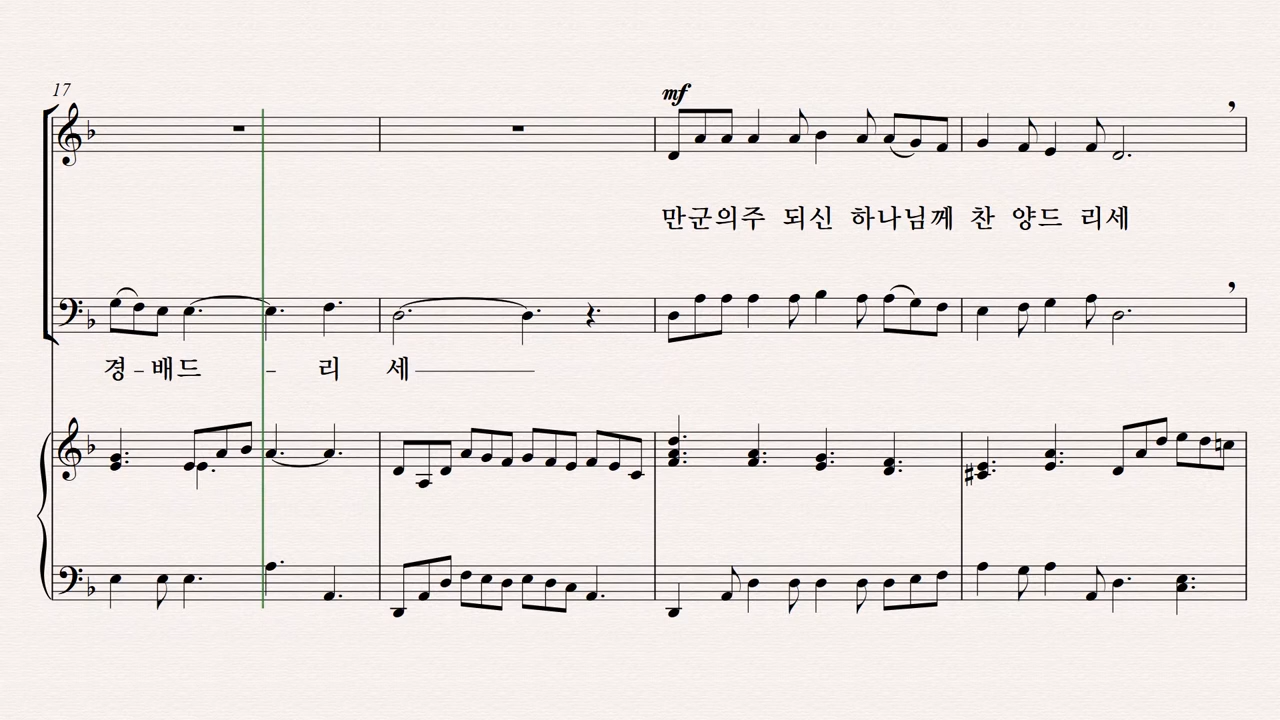 17
mf
만군의주 되신 하나님께 찬 양드 리세
경 - 배드 - 리 세